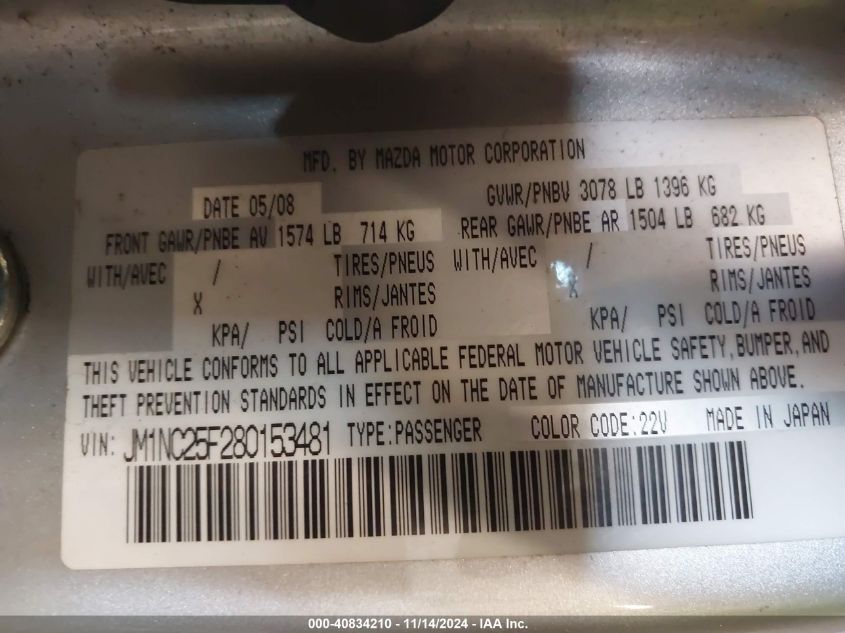 MFD. BY MAZDA MOTOR CORPORATION
DATE 05/08 GVWR/PNBV 3078 LB 1396 KG
FRONT GAWR/PNBE AV 1574 LB 714 KG REAR GAWR/PNBE AR 1504 LB 682 KG
WITH/AVEC / TIRES/PNEUS WITH/AVEC / TIRES/PNEUS
X RIMS/JANTES X RIMS/JANTES
KPA/ PSI COLD/A FROID KPA/ PSI COLD/A FROID
THIS VEHICLE CONFORMS TO ALL APPLICABLE FEDERAL MOTOR VEHICLE SAFETY, BUMPER, AND
THEFT PREVENTION STANDARDS IN EFFECT ON THE DATE OF MANUFACTURE SHOWN ABOVE.
VIN: JM1NC25F280153481 TYPE:PASSENGER COLOR CODE:22V MADE IN JAPAN
000-40834210 - 11/14/2024 - IAA Inc.